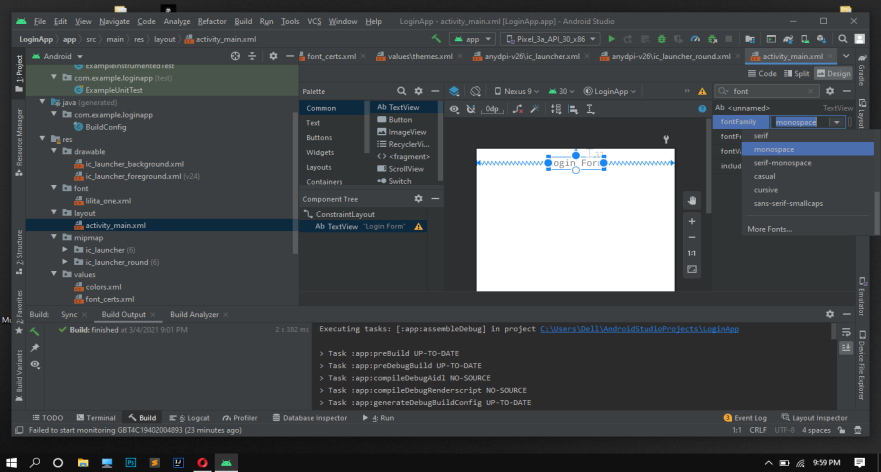 File Edit View Navigate Code Analyze Refactor Build Run Tools VCS Window Help LoginApp - activity_main.xml [LoginApp.app] - Android Studio
LoginApp app src main res layout activity_main.xml
app Pixel_3a_API_30_x86
Android
font_certs.xml values\themes.xml anydpi-v26\ic_launcher.xml anydpi-v26\ic_launcher_round.xml activity_main.xml
ExampleInstrumentedTest
com.example.loginapp (test)
ExampleUnitTest
java (generated)
com.example.loginapp
BuildConfig
res
drawable
ic_launcher_background.xml
ic_launcher_foreground.xml (v24)
font
lilita_one.xml
layout
activity_main.xml
mipmap
ic_launcher (6)
ic_launcher_round (6)
values
colors.xml
font_certs.xml
1: Project
Resource Manager
2: Structure
2: Favorites
Build Variants
Palette
Common
Text
Buttons
Widgets
Layouts
Containers
Ab TextView
Button
ImageView
RecyclerVi...
<> <fragment>
ScrollView
Switch
Component Tree
ConstraintLayout
Ab TextView "Login Form"
Code Split Design
Nexus 9 30 LoginApp
0dp
Login Form
font
Ab <unnamed> TextView
fontFamily monospace
serif
monospace
serif-monospace
casual
cursive
sans-serif-smallcaps
More Fonts...
includ
1:1
Gradle
Layout
Emulator
Device File Explorer
Build: Sync Build Output Build Analyzer
Build: finished at 3/4/2021 9:01 PM 2 s 382 ms
Executing tasks: [:app:assembleDebug] in project C:\Users\Dell\AndroidStudioProjects\LoginApp
> Task :app:preBuild UP-TO-DATE
> Task :app:preDebugBuild UP-TO-DATE
> Task :app:compileDebugAidl NO-SOURCE
> Task :app:compileDebugRenderscript NO-SOURCE
> Task :app:generateDebugBuildConfig UP-TO-DATE
TODO Terminal Build 6: Logcat Profiler Database Inspector 4: Run Event Log Layout Inspector
Failed to start monitoring GBT4C19402004893 (23 minutes ago) 1:1 CRLF UTF-8 4 spaces
9:59 PM